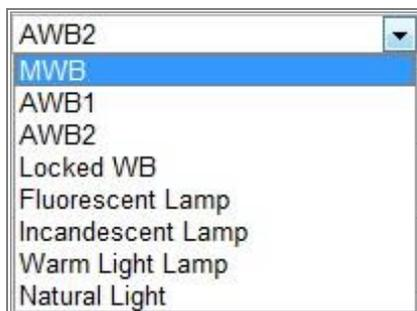 AWB2
MWB
AWB1
AWB2
Locked WB
Fluorescent Lamp
Incandescent Lamp
Warm Light Lamp
Natural Light